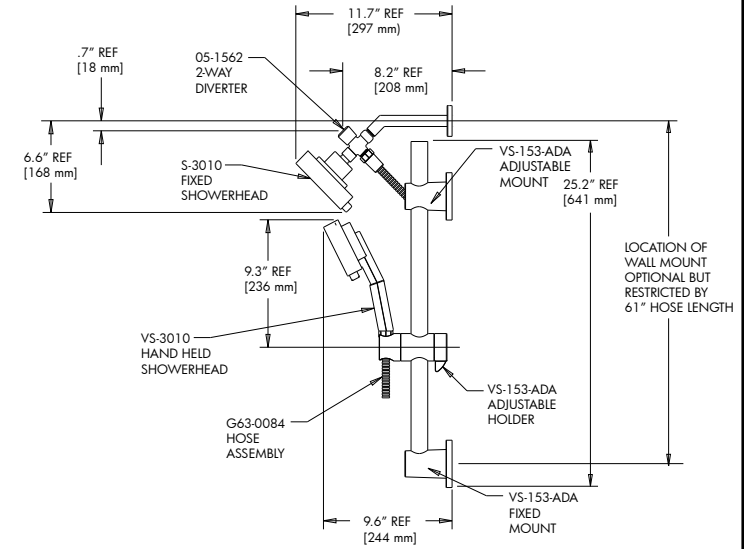 11.7" REF
[297 mm)
.7" REF
[18 mm]
05-1562
2-WAY
DIVERTER
8.2" REF
[208 mm]
6.6" REF
[168 mm]
S-3010
FIXED
SHOWERHEAD
VS-153-ADA
ADJUSTABLE
MOUNT
25.2" REF
[641 mm]
LOCATION OF
WALL MOUNT
OPTIONAL BUT
RESTRICTED BY
61" HOSE LENGTH
9.3" REF
[236 mm]
VS-3010
HAND HELD
SHOWERHEAD
VS-153-ADA
ADJUSTABLE
HOLDER
G63-0084
HOSE
ASSEMBLY
VS-153-ADA
FIXED
MOUNT
9.6" REF
[244 mm]